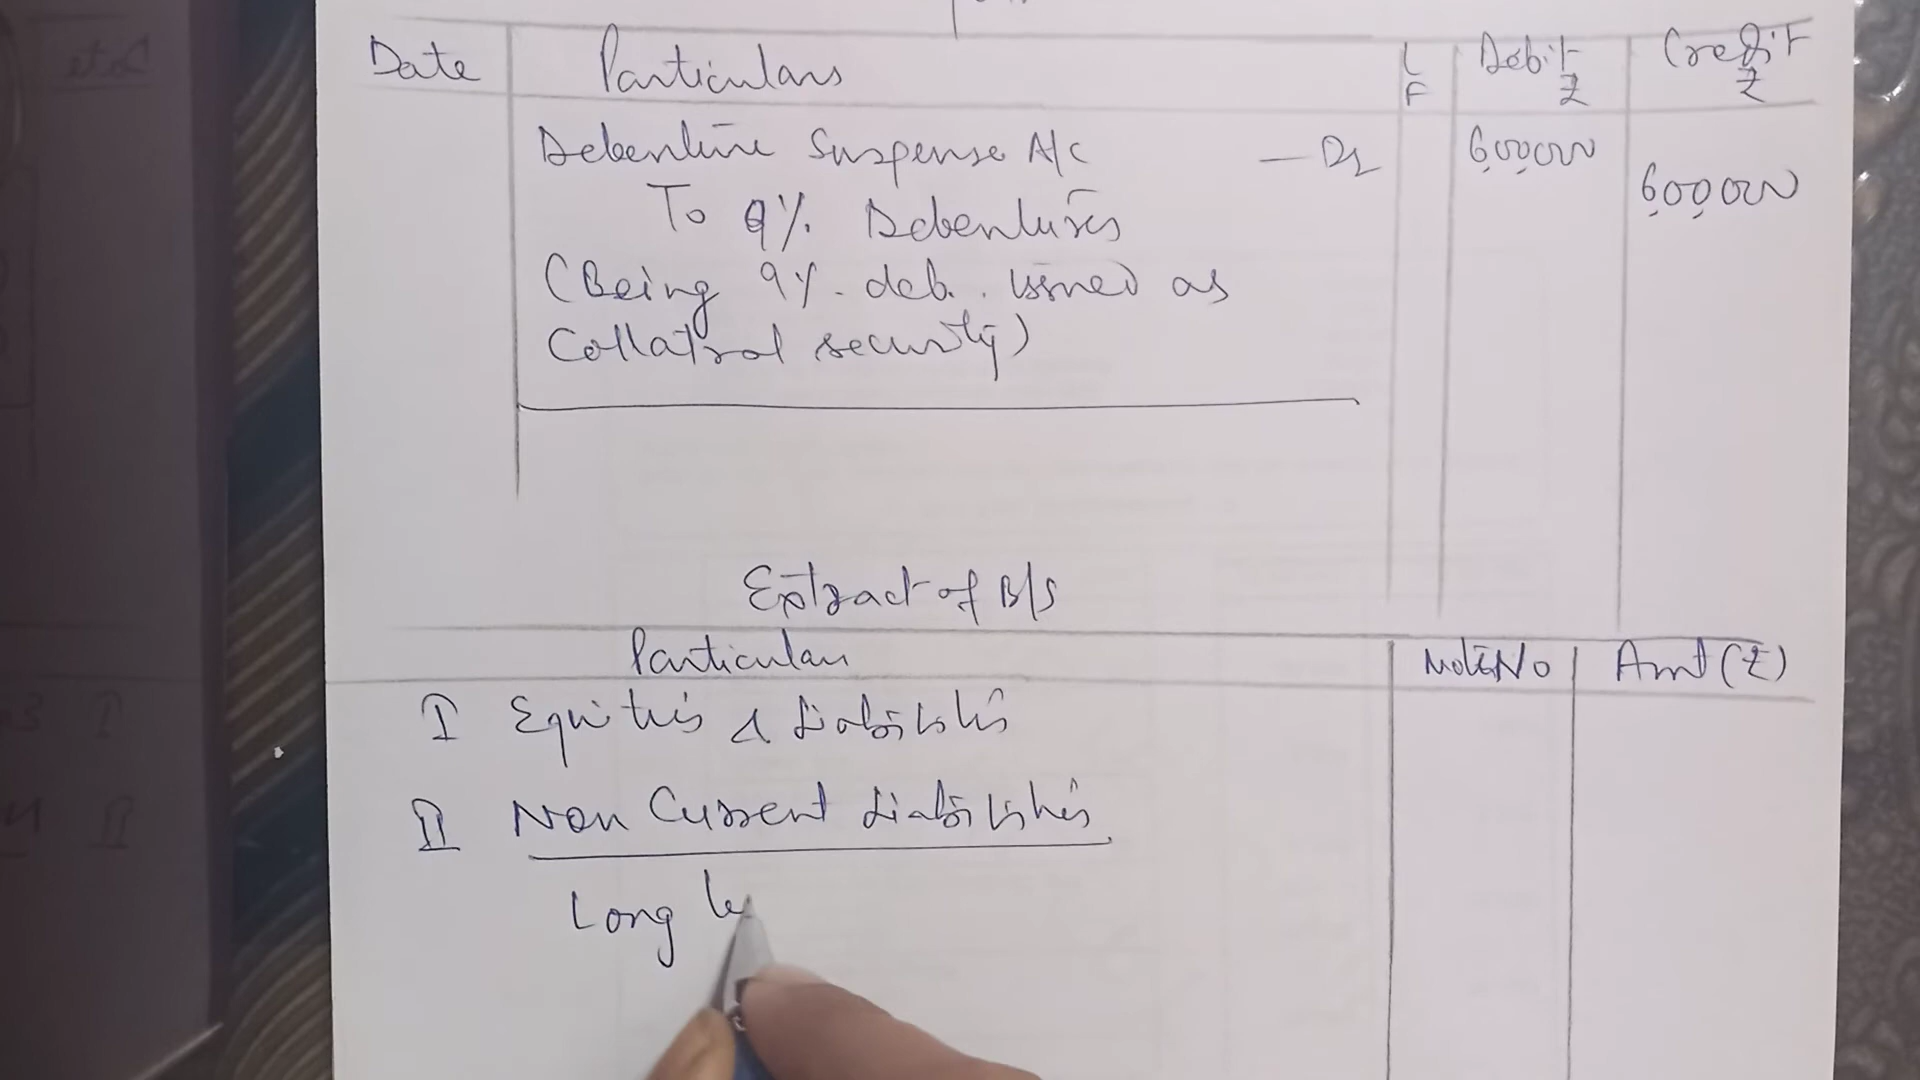 Date Particulars L F Debit ₹ Credit ₹
Debenture Suspense A/c — Dr 6,00,000
To 9% Debentures 6,00,000
(Being 9% deb. issued as
Collatral security)
Extract of B/S
Particulars Note No Amt (₹)
I Equities & Liabilities
II Non Current Liabilities
Long te